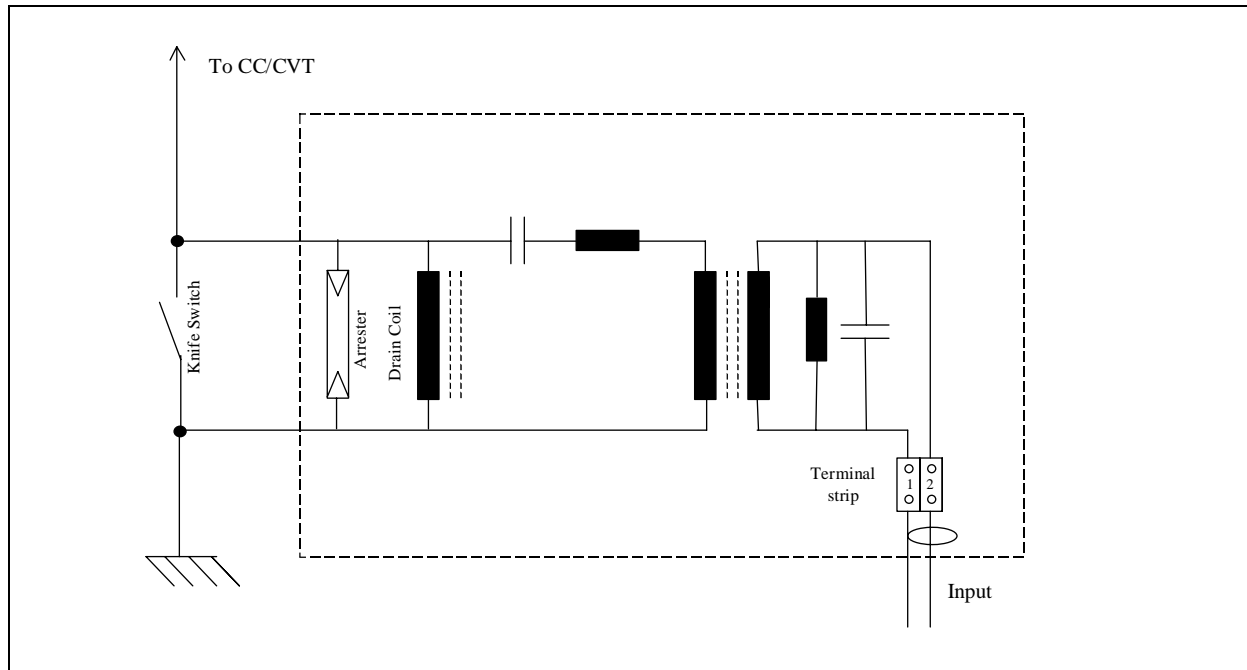 To CC/CVT
Knife Switch
Arrester
Drain Coil
Terminal
strip
1 2
Input